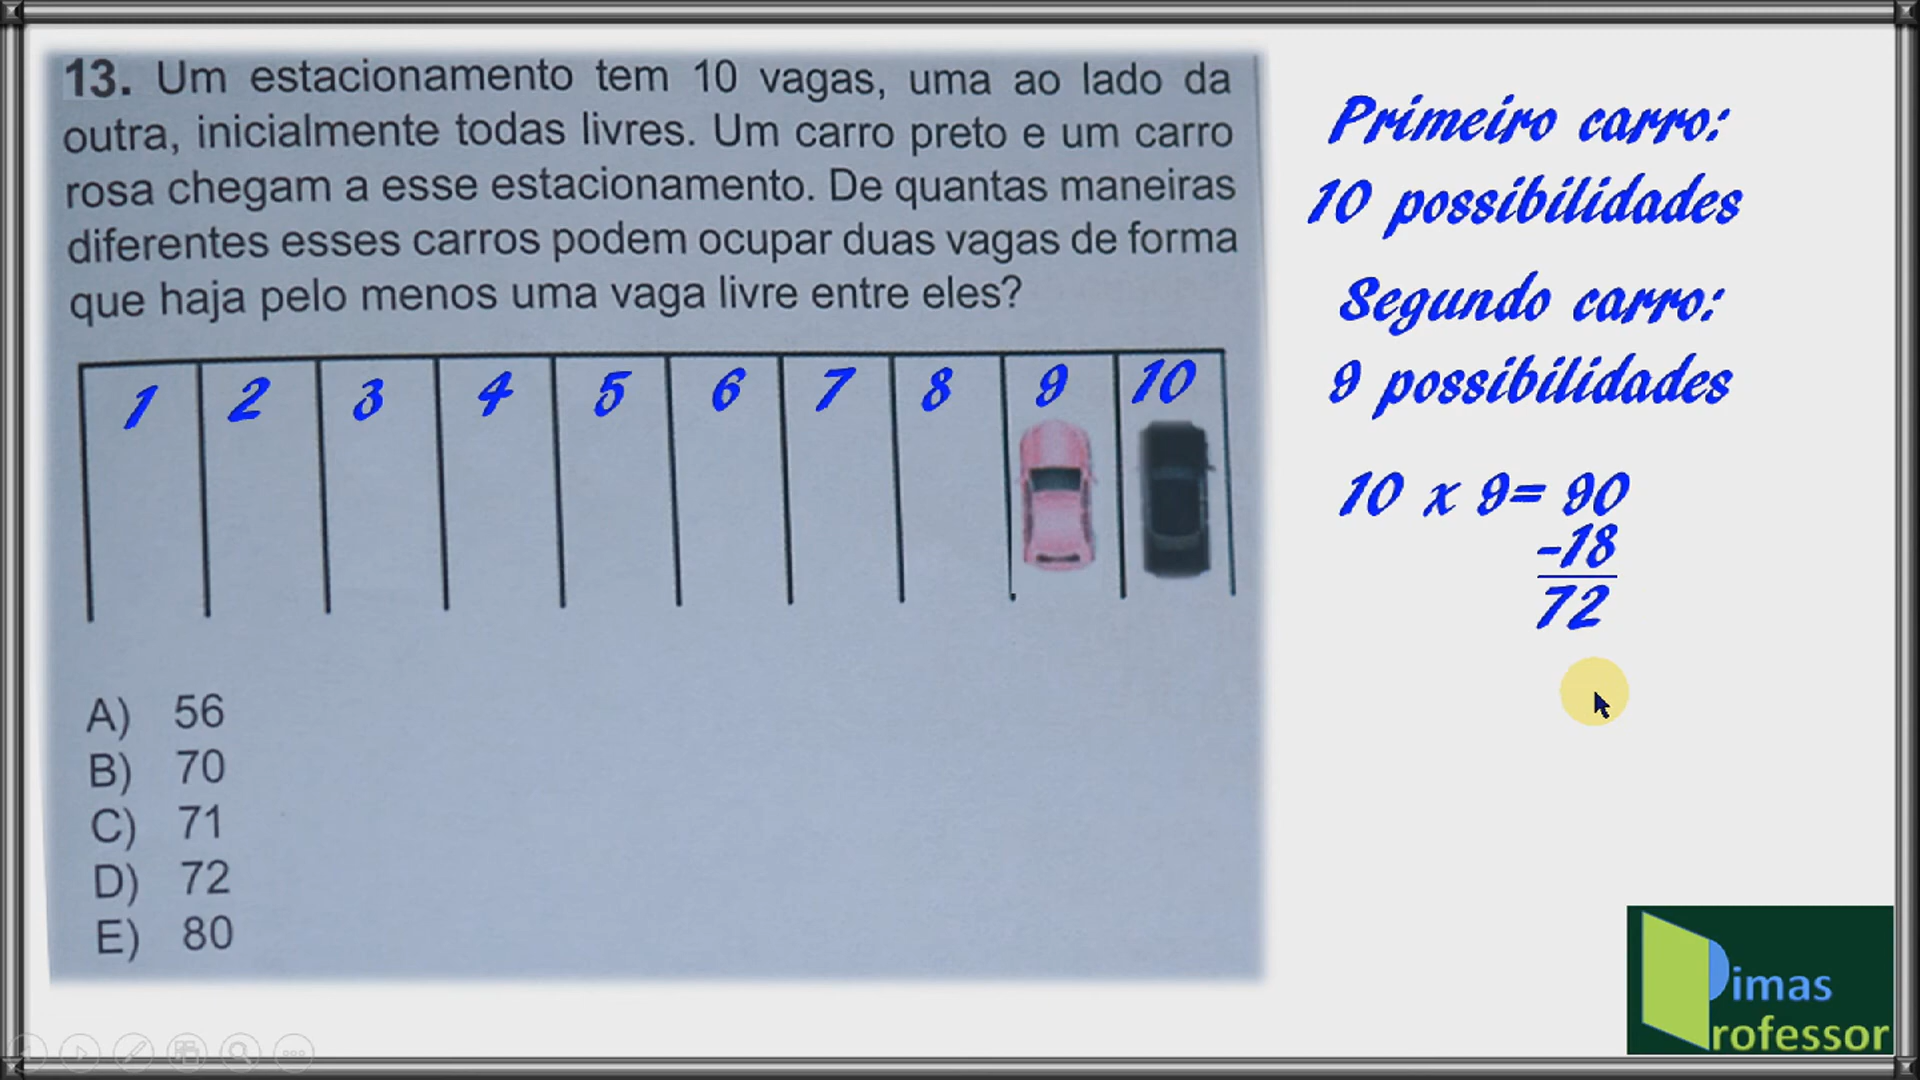 13. Um estacionamento tem 10 vagas, uma ao lado da
outra, inicialmente todas livres. Um carro preto e um carro
rosa chegam a esse estacionamento. De quantas maneiras
diferentes esses carros podem ocupar duas vagas de forma
que haja pelo menos uma vaga livre entre eles?
1 2 3 4 5 6 7 8 9 10
A) 56
B) 70
C) 71
D) 72
E) 80
Primeiro carro:
10 possibilidades
Segundo carro:
9 possibilidades
10 x 9= 90
-18
72
Dimas
Professor